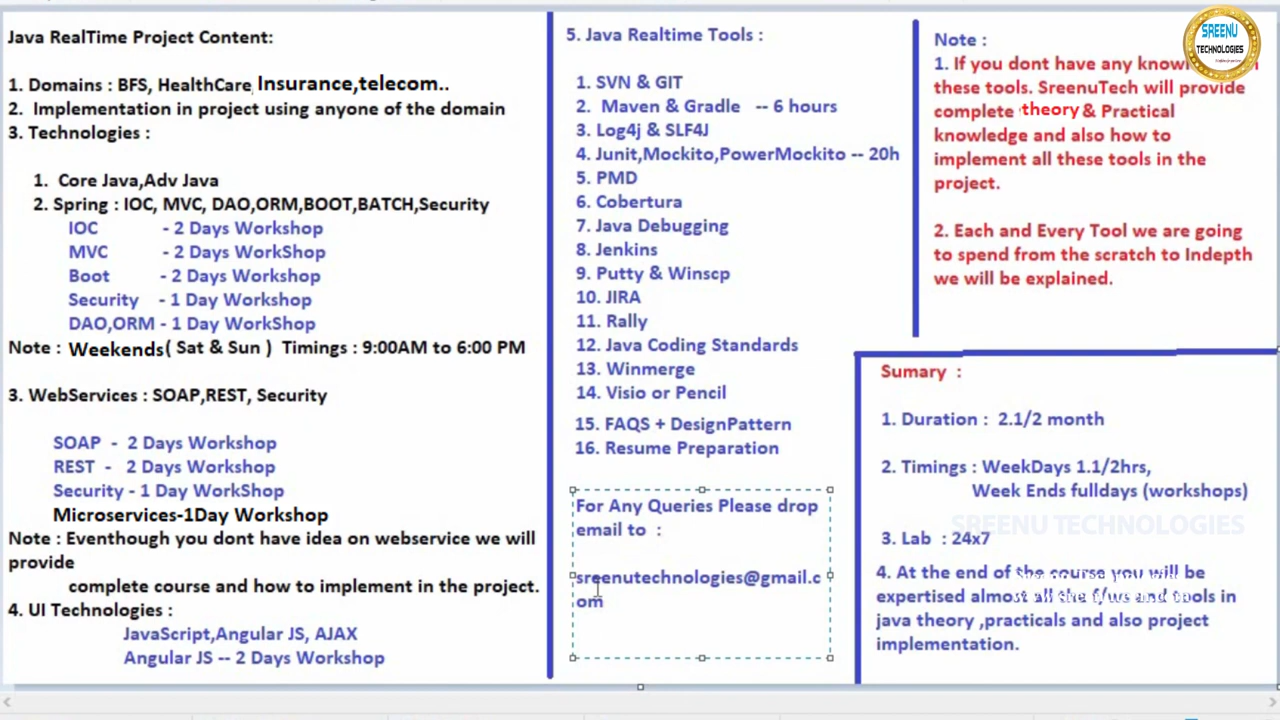 Java RealTime Project Content:
1. Domains : BFS, HealthCare, Insurance,telecom..
2. Implementation in project using anyone of the domain
3. Technologies :
1. Core Java,Adv Java
2. Spring : IOC, MVC, DAO,ORM,BOOT,BATCH,Security
IOC - 2 Days Workshop
MVC - 2 Days WorkShop
Boot - 2 Days Workshop
Security - 1 Day Workshop
DAO,ORM - 1 Day WorkShop
Note : Weekends( Sat & Sun ) Timings : 9:00AM to 6:00 PM
3. WebServices : SOAP,REST, Security
SOAP - 2 Days Workshop
REST - 2 Days Workshop
Security - 1 Day WorkShop
Microservices-1Day Workshop
Note : Eventhough you dont have idea on webservice we will
provide
complete course and how to implement in the project.
4. UI Technologies :
JavaScript,Angular JS, AJAX
Angular JS -- 2 Days Workshop
5. Java Realtime Tools :
1. SVN & GIT
2. Maven & Gradle -- 6 hours
3. Log4j & SLF4J
4. Junit,Mockito,PowerMockito -- 20h
5. PMD
6. Cobertura
7. Java Debugging
8. Jenkins
9. Putty & Winscp
10. JIRA
11. Rally
12. Java Coding Standards
13. Winmerge
14. Visio or Pencil
15. FAQS + DesignPattern
16. Resume Preparation
For Any Queries Please drop
email to :
sreenutechnologies@gmail.c
om
Note :
1. If you dont have any
these tools. SreenuTech will provide
complete theory & Practical
knowledge and also how to
implement all these tools in the
project.
2. Each and Every Tool we are going
to spend from the scratch to Indepth
we will be explained.
SREENU
TECHNOLOGIES
Sumary :
1. Duration : 2.1/2 month
2. Timings : WeekDays 1.1/2hrs,
Week Ends fulldays (workshops)
SREENU TECHNOLOGIES
3. Lab : 24x7
4. At the end of the course you will be
expertised tools in
java theory ,practicals and also project
implementation.